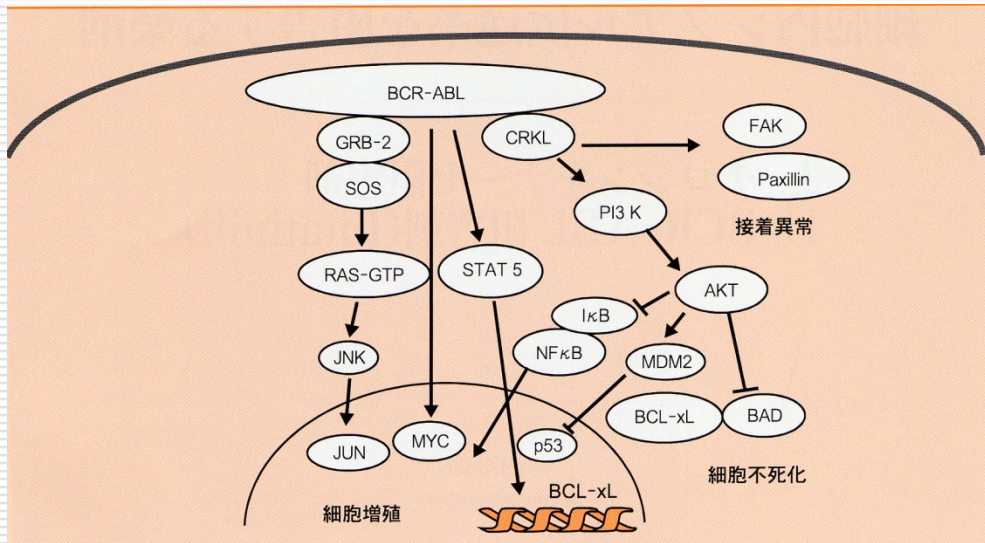 BCR-ABL
GRB-2
CRKL
FAK
SOS
Paxillin
PI3 K
接着異常
RAS-GTP
STAT 5
AKT
IκB
NFκB
JNK
MDM2
BCL-xL
BAD
MYC
p53
JUN
細胞不死化
BCL-xL
細胞増殖